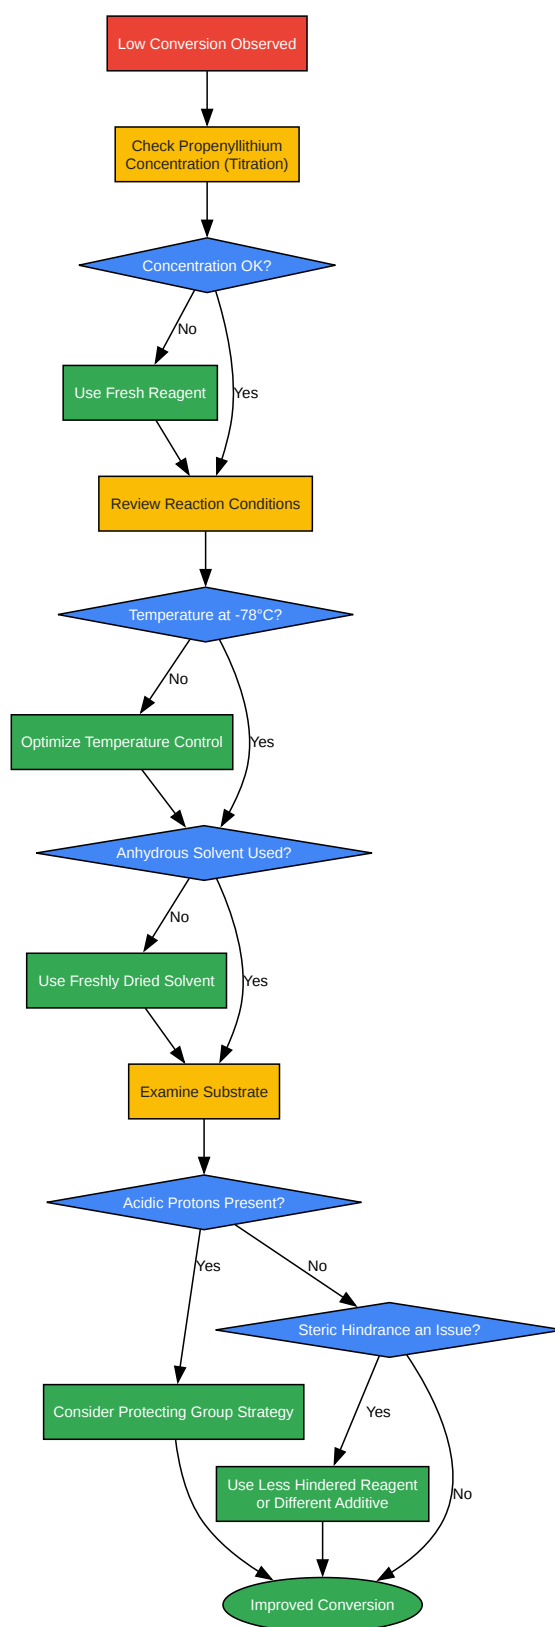 Low Conversion Observed
Check Propenyllithium
Concentration (Titration)
Concentration OK?
No
Use Fresh Reagent
Yes
Review Reaction Conditions
Temperature at -78°C?
No
Optimize Temperature Control
Yes
Anhydrous Solvent Used?
No
Use Freshly Dried Solvent
Yes
Examine Substrate
Acidic Protons Present?
Yes
No
Steric Hindrance an Issue?
Consider Protecting Group Strategy
Yes
Use Less Hindered Reagent
or Different Additive
No
Improved Conversion